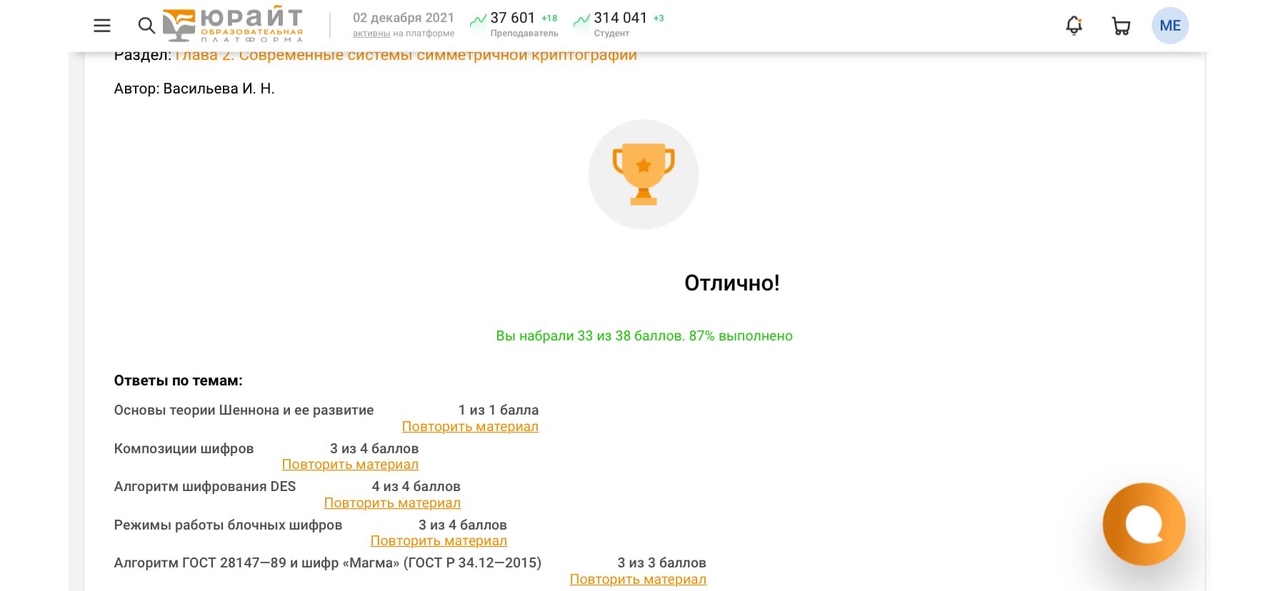 ЮРАЙТ
ОБРАЗОВАТЕЛЬНАЯ
ПЛАТФОРМА
02 декабря 2021
активны на платформе
37 601 +18
Преподаватель
314 041 +3
Студент
МЕ
Раздел: Глава 2. Современные системы симметричной криптографии
Автор: Васильева И. Н.
Отлично!
Вы набрали 33 из 38 баллов. 87% выполнено
Ответы по темам:
Основы теории Шеннона и ее развитие 1 из 1 балла
Повторить материал
Композиции шифров 3 из 4 баллов
Повторить материал
Алгоритм шифрования DES 4 из 4 баллов
Повторить материал
Режимы работы блочных шифров 3 из 4 баллов
Повторить материал
Алгоритм ГОСТ 28147—89 и шифр «Магма» (ГОСТ Р 34.12—2015) 3 из 3 баллов
Повторить материал